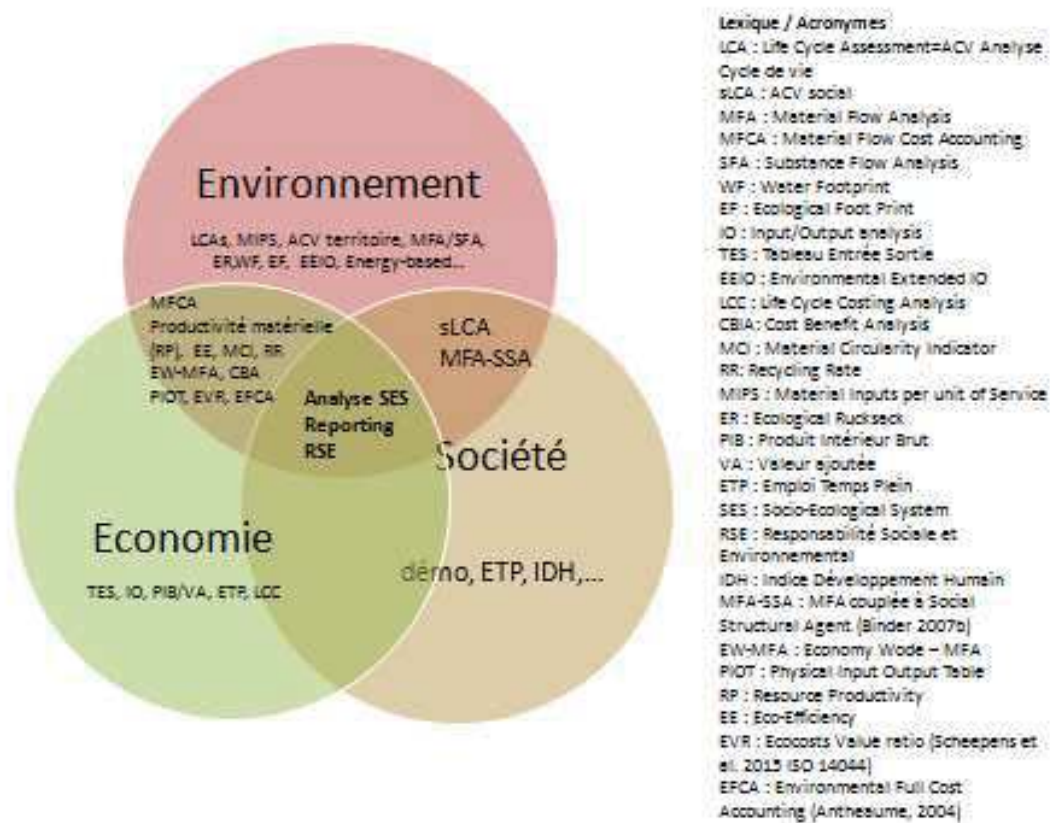 Environnement
LCAs, MIPS, ACV territoire, MFA/SFA,
ER,WF, EF, EEIO, Energy-based...
MFCA
Productivité matérielle
(RP), EE, MCI, RR
EW-MFA, CBA
PIOT, EVR, EFCA
sLCA
MFA-SSA
Analyse SES
Reporting
RSE
Société
démo, ETP, IDH,...
Economie
TES, IO, PIB/VA, ETP, LCC
Lexique / Acronymes
LCA : Life Cycle Assessment=ACV Analyse
Cycle de vie
sLCA : ACV social
MFA : Material Flow Analysis
MFCA : Material Flow Cost Accounting
SFA : Substance Flow Analysis
WF : Water Footprint
EF : Ecological Foot Print
IO : Input/Output analysis
TES : Tableau Entrée Sortie
EEIO : Environmental Extended IO
LCC : Life Cycle Costing Analysis
CBIA: Cost Benefit Analysis
MCI : Material Circularity Indicator
RR: Recycling Rate
MIPS : Material Inputs per unit of Service
ER : Ecological Rucksack
PIB : Produit Intérieur Brut
VA : Valeur ajoutée
ETP : Emploi Temps Plein
SES : Socio-Ecological System
RSE : Responsabilité Sociale et
Environnemental
IDH : Indice Développement Humain
MFA-SSA : MFA couplée à Social
Structural Agent (Binder 2007b)
EW-MFA : Economy Wode – MFA
PIOT : Physical Input Output Table
RP : Resource Productivity
EE : Eco-Efficiency
EVR : Ecocosts Value ratio (Scheepens et
al. 2015 ISO 14044)
EFCA : Environmental Full Cost
Accounting (Antheaume, 2004)